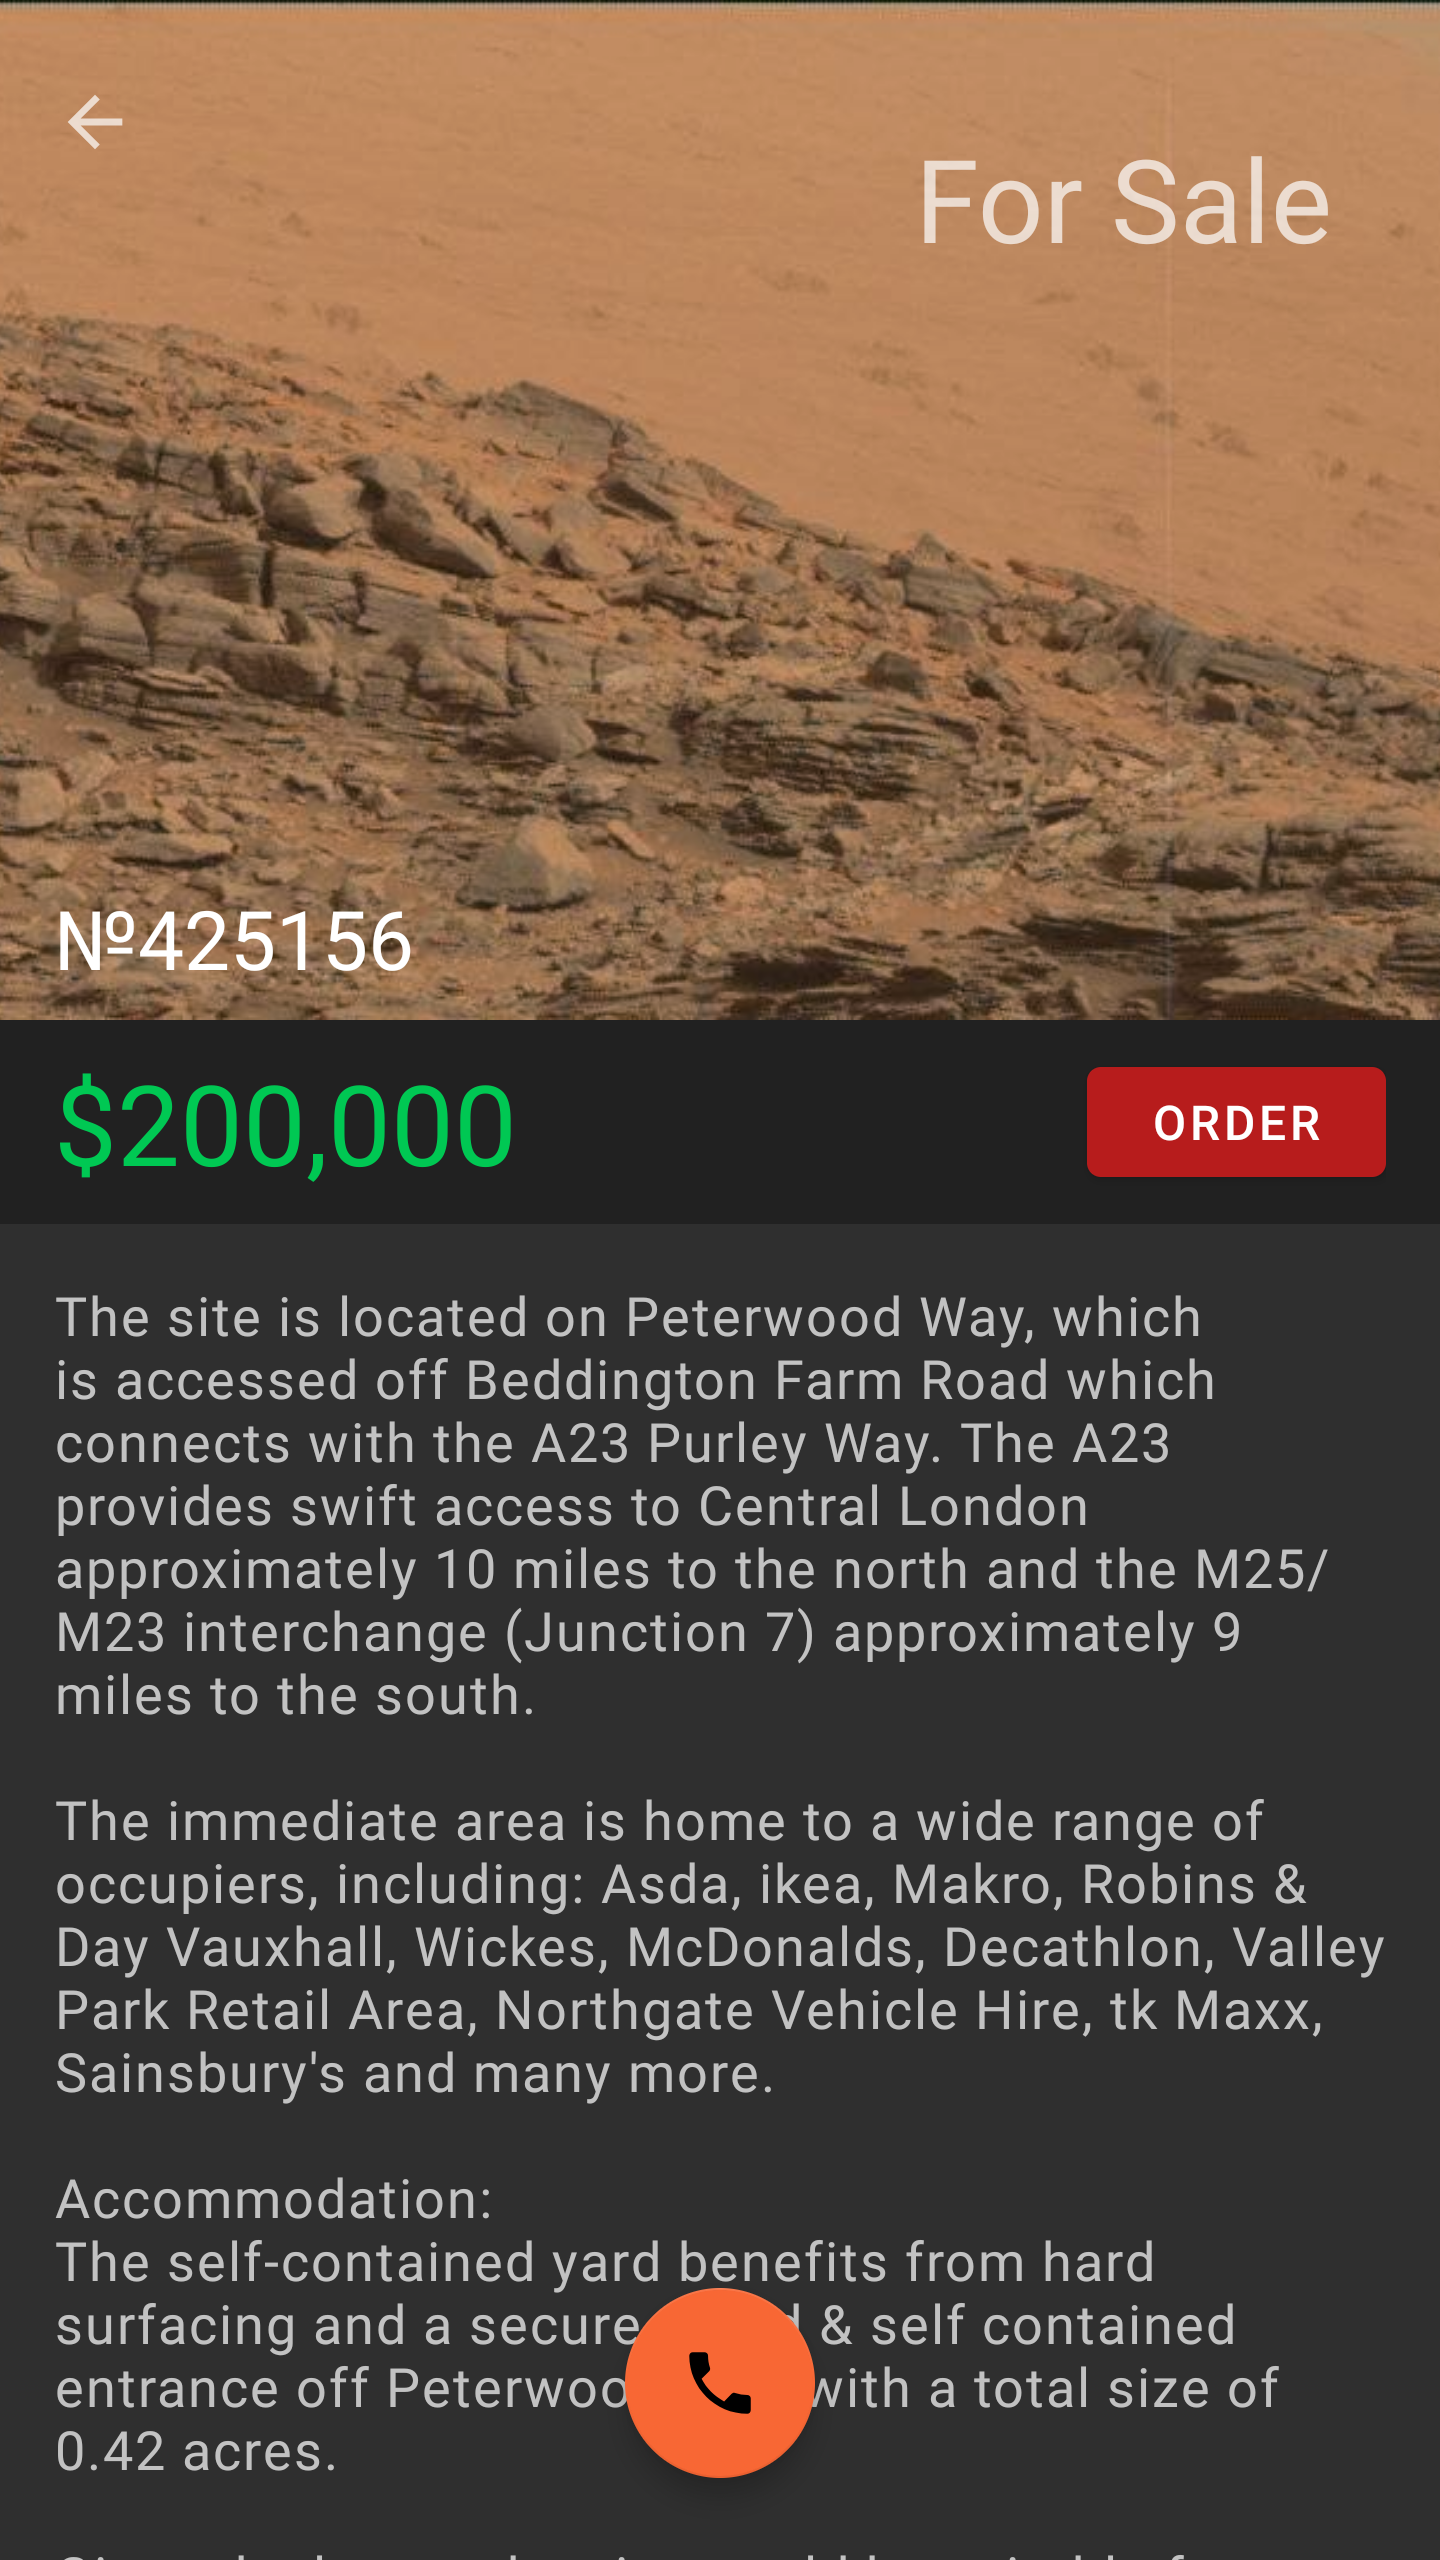 For Sale
№425156
$200,000
ORDER
The site is located on Peterwood Way, which
is accessed off Beddington Farm Road which
connects with the A23 Purley Way. The A23
provides swift access to Central London
approximately 10 miles to the north and the M25/
M23 interchange (Junction 7) approximately 9
miles to the south.
The immediate area is home to a wide range of
occupiers, including: Asda, ikea, Makro, Robins &
Day Vauxhall, Wickes, McDonalds, Decathlon, Valley
Park Retail Area, Northgate Vehicle Hire, tk Maxx,
Sainsbury's and many more.
Accommodation:
The self-contained yard benefits from hard
surfacing and a secure & self contained
entrance off with a total size of
0.42 acres.